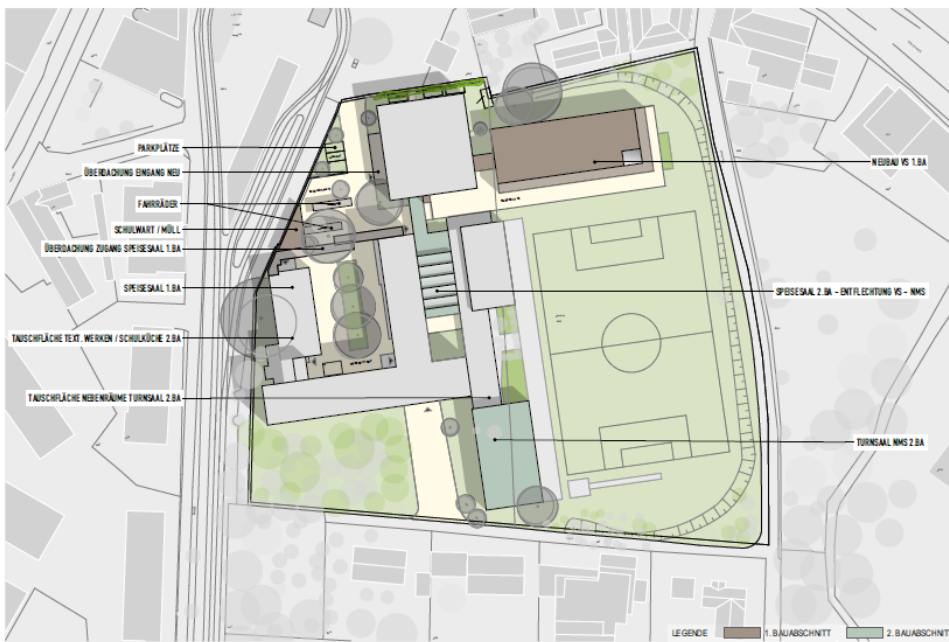 PARKPLÄTZE
ÜBERDACHUNG EINGANG NEU
FAHRRÄDER
SCHULWART / MÜLL
ÜBERDACHUNG ZUGANG SPEISESAAL 1.BA
SPEISESAAL 1.BA
TAUSCHFLÄCHE TEXT. WERKEN / SCHULKÜCHE 2.BA
TAUSCHFLÄCHE NEBENRÄUME TURNSAAL 2.BA
NEUBAU VS 1.BA
SPEISESAAL 2.BA - ENTFLECHTUNG VS - NMS
TURNSAAL NMS 2.BA
LEGENDE 1. BAUABSCHNITT 2. BAUABSCHNIT